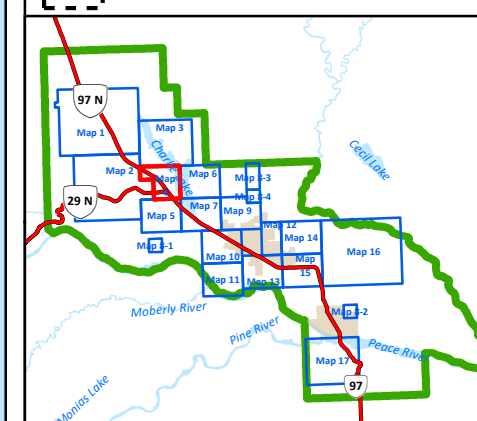 97 N
Map 1
Map 3
Charlie Lake
Cecil Lake
Map 2
Map
Map 6
Map 8-3
29 N
Map 8-4
Map 7
Map 9
Map 5
Map 12
Map 14
Map 8-1
Map 16
Map 10
Map
15
Map 11
Map 13
Moberly River
Map 8-2
Pine River
Peace River
Map 17
Monias Lake
97